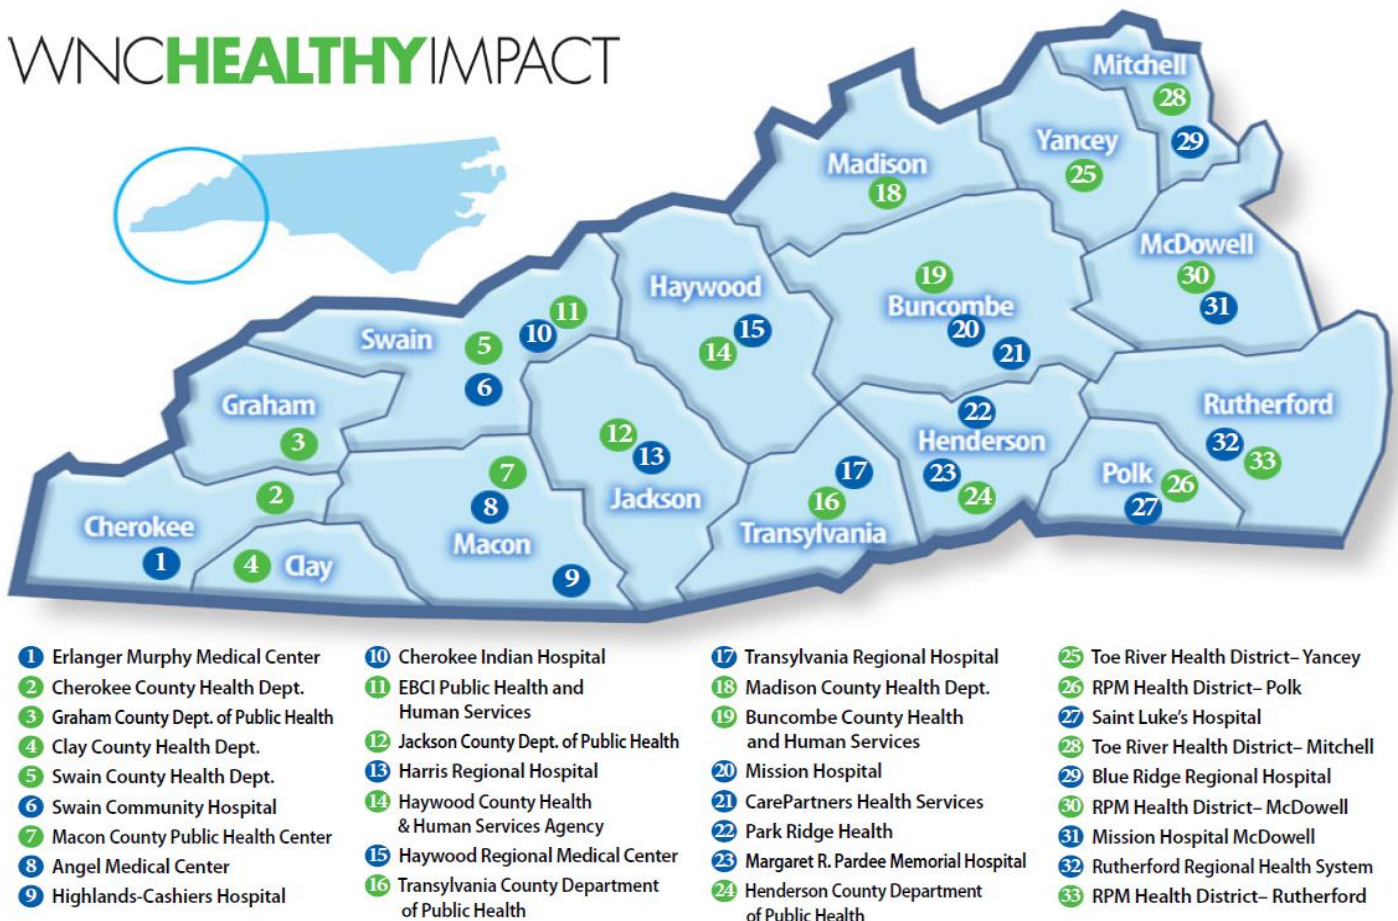 WNCHEALTHYIMPACT
Mitchell
28
29
Yancey
25
Madison
18
McDowell
30
31
Haywood
15
14
19
Buncombe
20
21
11
10
Swain
5
6
Graham
3
Rutherford
32
33
22
Henderson
23
24
12
13
Jackson
17
16
Transylvania
Polk
26
27
7
8
Macon
9
2
Cherokee
1
4 Clay
1 Erlanger Murphy Medical Center
2 Cherokee County Health Dept.
3 Graham County Dept. of Public Health
4 Clay County Health Dept.
5 Swain County Health Dept.
6 Swain Community Hospital
7 Macon County Public Health Center
8 Angel Medical Center
9 Highlands-Cashiers Hospital
10 Cherokee Indian Hospital
11 EBCI Public Health and
Human Services
12 Jackson County Dept. of Public Health
13 Harris Regional Hospital
14 Haywood County Health
& Human Services Agency
15 Haywood Regional Medical Center
16 Transylvania County Department
of Public Health
17 Transylvania Regional Hospital
18 Madison County Health Dept.
19 Buncombe County Health
and Human Services
20 Mission Hospital
21 CarePartners Health Services
22 Park Ridge Health
23 Margaret R. Pardee Memorial Hospital
24 Henderson County Department
of Public Health
25 Toe River Health District– Yancey
26 RPM Health District– Polk
27 Saint Luke's Hospital
28 Toe River Health District– Mitchell
29 Blue Ridge Regional Hospital
30 RPM Health District– McDowell
31 Mission Hospital McDowell
32 Rutherford Regional Health System
33 RPM Health District– Rutherford